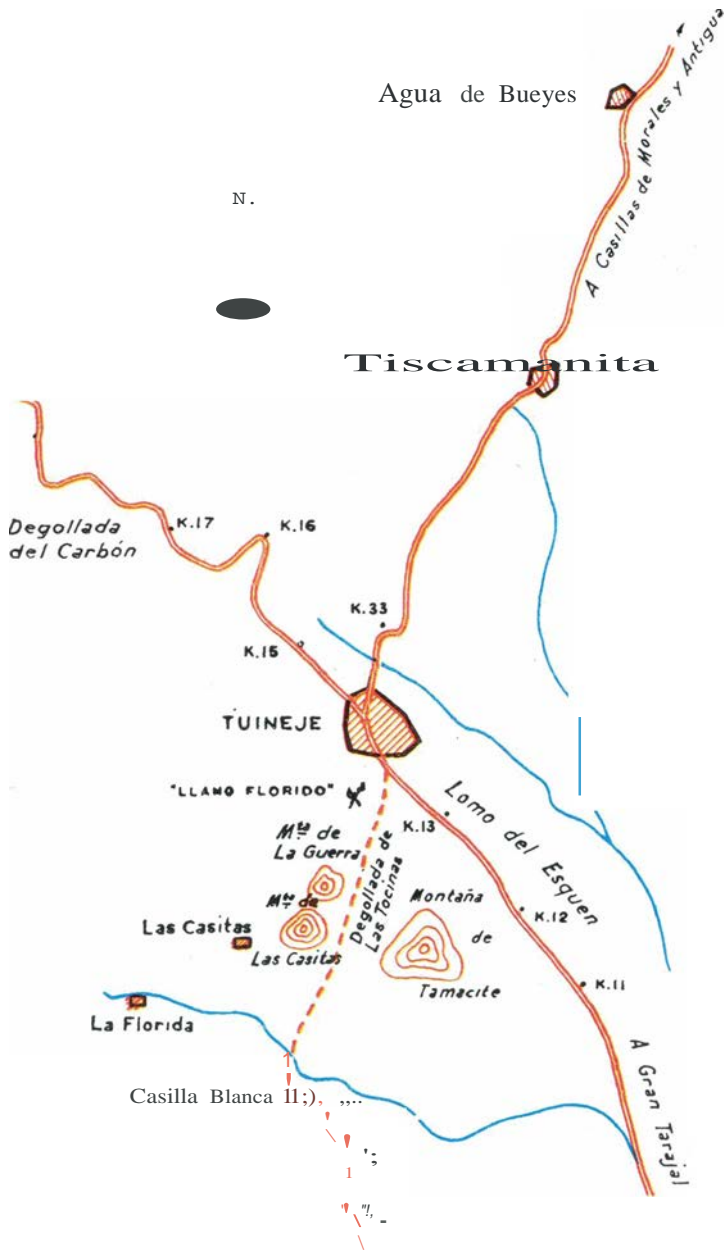 Agua de Bueyes
A Casillas de Morales y Antigua
N.
Tiscamanita
Degollada
del Carbón
K.17
K.16
K.33
K.15
TUINEJE
"LLANO FLORIDO"
K.13
Lomo del Esquen
Mᵗᵃ de
La Guerra
Degollada de
Las Tocinas
Mᵗᵃ de
Las Casitas
Las Casitas
Montaña
de
Tamacite
K.12
K.11
La Florida
A GRAN Tarajal
Casilla Blanca